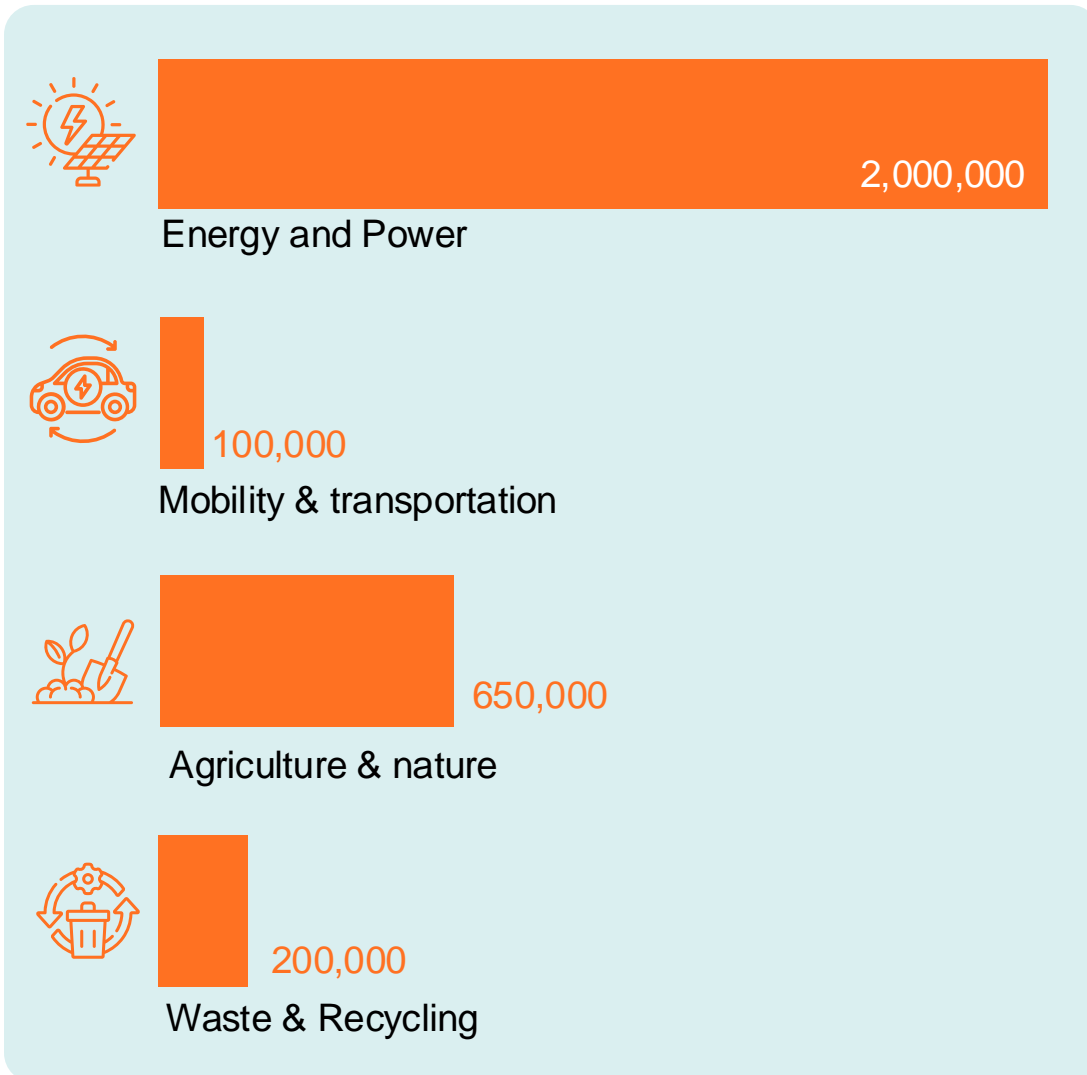 2,000,000
Energy and Power
100,000
Mobility & transportation
650,000
Agriculture & nature
200,000
Waste & Recycling